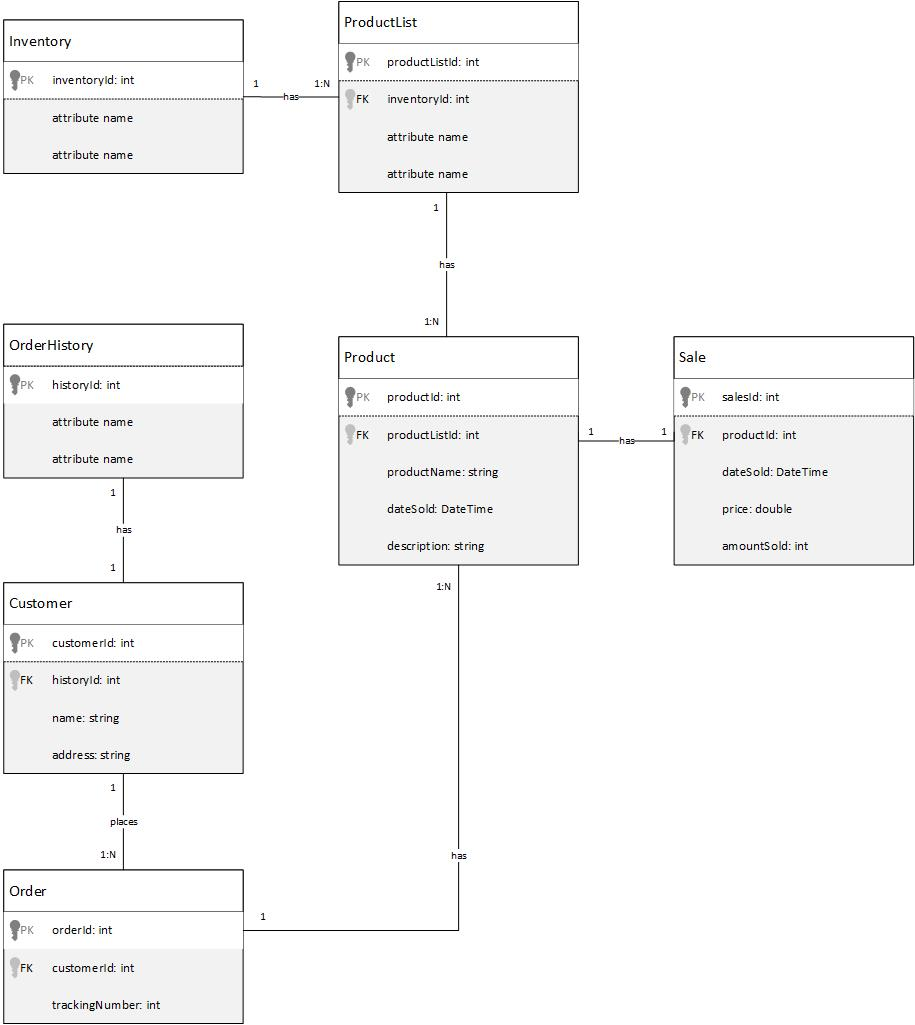 Inventory
PK inventoryId: int
attribute name
attribute name
1 has 1:N
ProductList
PK productListId: int
FK inventoryId: int
attribute name
attribute name
1
has
1:N
OrderHistory
PK historyId: int
attribute name
attribute name
1
has
1
Product
PK productId: int
FK productListId: int
productName: string
dateSold: DateTime
description: string
1 has 1
Sale
PK salesId: int
FK productId: int
dateSold: DateTime
price: double
amountSold: int
Customer
PK customerId: int
FK historyId: int
name: string
address: string
1
places
1:N
1:N
has
1
Order
PK orderId: int
FK customerId: int
trackingNumber: int